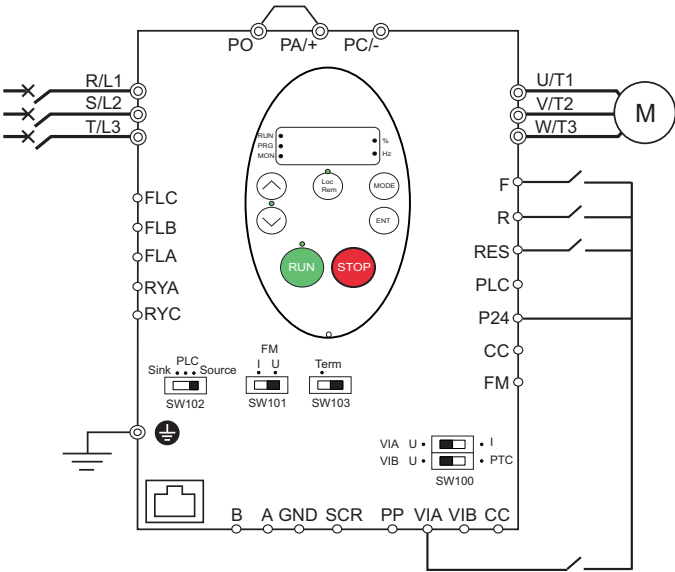 PO PA/+ PC/-
R/L1
S/L2
T/L3
U/T1
V/T2
W/T3
M
RUN
PRG
MON
%
Hz
Loc
Rem
MODE
ENT
RUN
STOP
FLC
FLB
FLA
RYA
RYC
F
R
RES
PLC
P24
CC
FM
PLC
Sink Source
SW102
FM
I U
SW101
Term
SW103
VIA U I
VIB U PTC
SW100
B A GND SCR PP VIA VIB CC